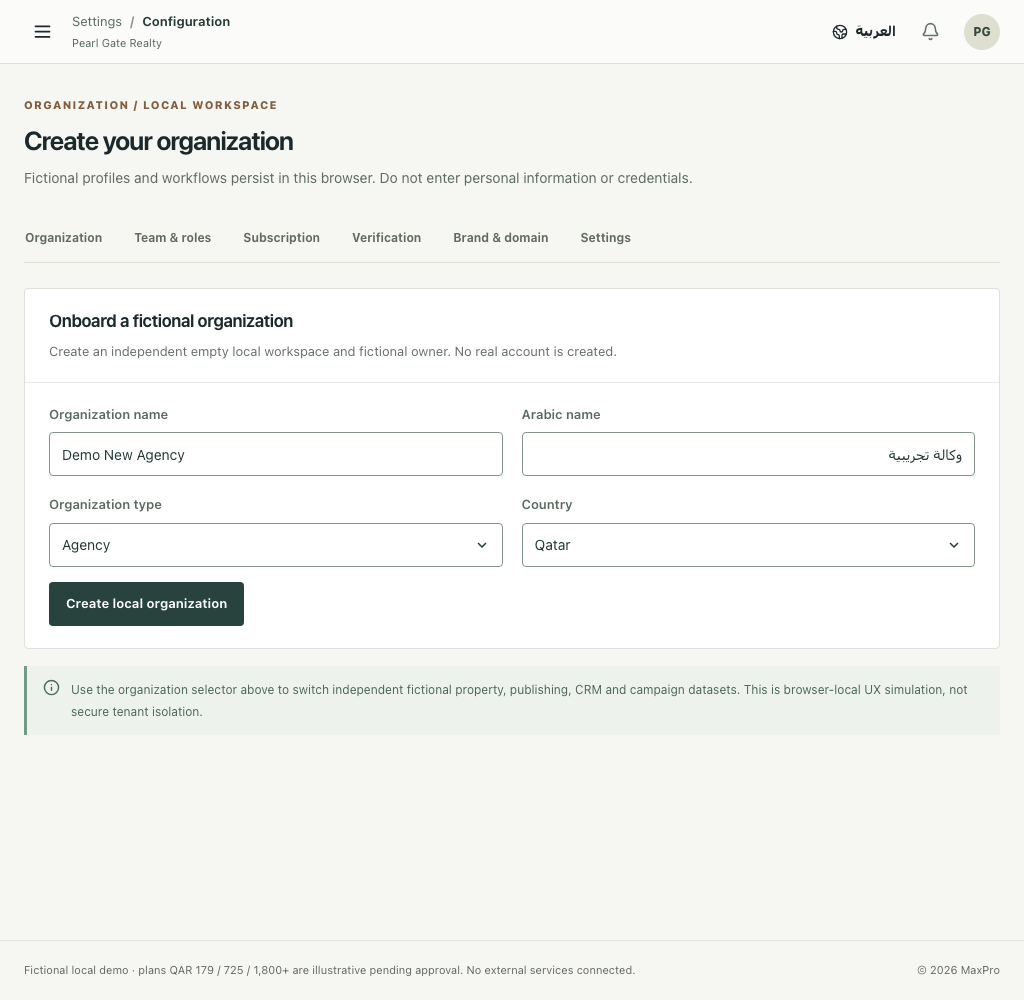 Settings / Configuration
Pearl Gate Realty
العربية
PG
ORGANIZATION / LOCAL WORKSPACE
Create your organization
Fictional profiles and workflows persist in this browser. Do not enter personal information or credentials.
Organization Team & roles Subscription Verification Brand & domain Settings
Onboard a fictional organization
Create an independent empty local workspace and fictional owner. No real account is created.
Organization name
Demo New Agency
Arabic name
وكالة تجريبية
Organization type
Agency
Country
Qatar
Create local organization
Use the organization selector above to switch independent fictional property, publishing, CRM and campaign datasets. This is browser-local UX simulation, not
secure tenant isolation.
Fictional local demo · plans QAR 179 / 725 / 1,800+ are illustrative pending approval. No external services connected.
© 2026 MaxPro